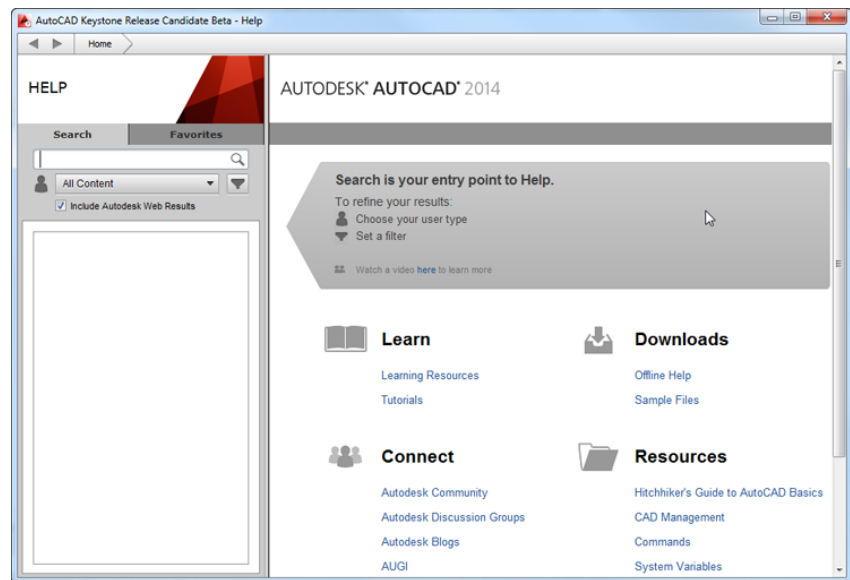 AutoCAD Keystone Release Candidate Beta - Help
Home
HELP
Search
Favorites
All Content
Include Autodesk Web Results
AUTODESK® AUTOCAD® 2014
Search is your entry point to Help.
To refine your results:
Choose your user type
Set a filter
Watch a video here to learn more
Learn
Learning Resources
Tutorials
Downloads
Offline Help
Sample Files
Connect
Autodesk Community
Autodesk Discussion Groups
Autodesk Blogs
AUGI
Resources
Hitchhiker's Guide to AutoCAD Basics
CAD Management
Commands
System Variables